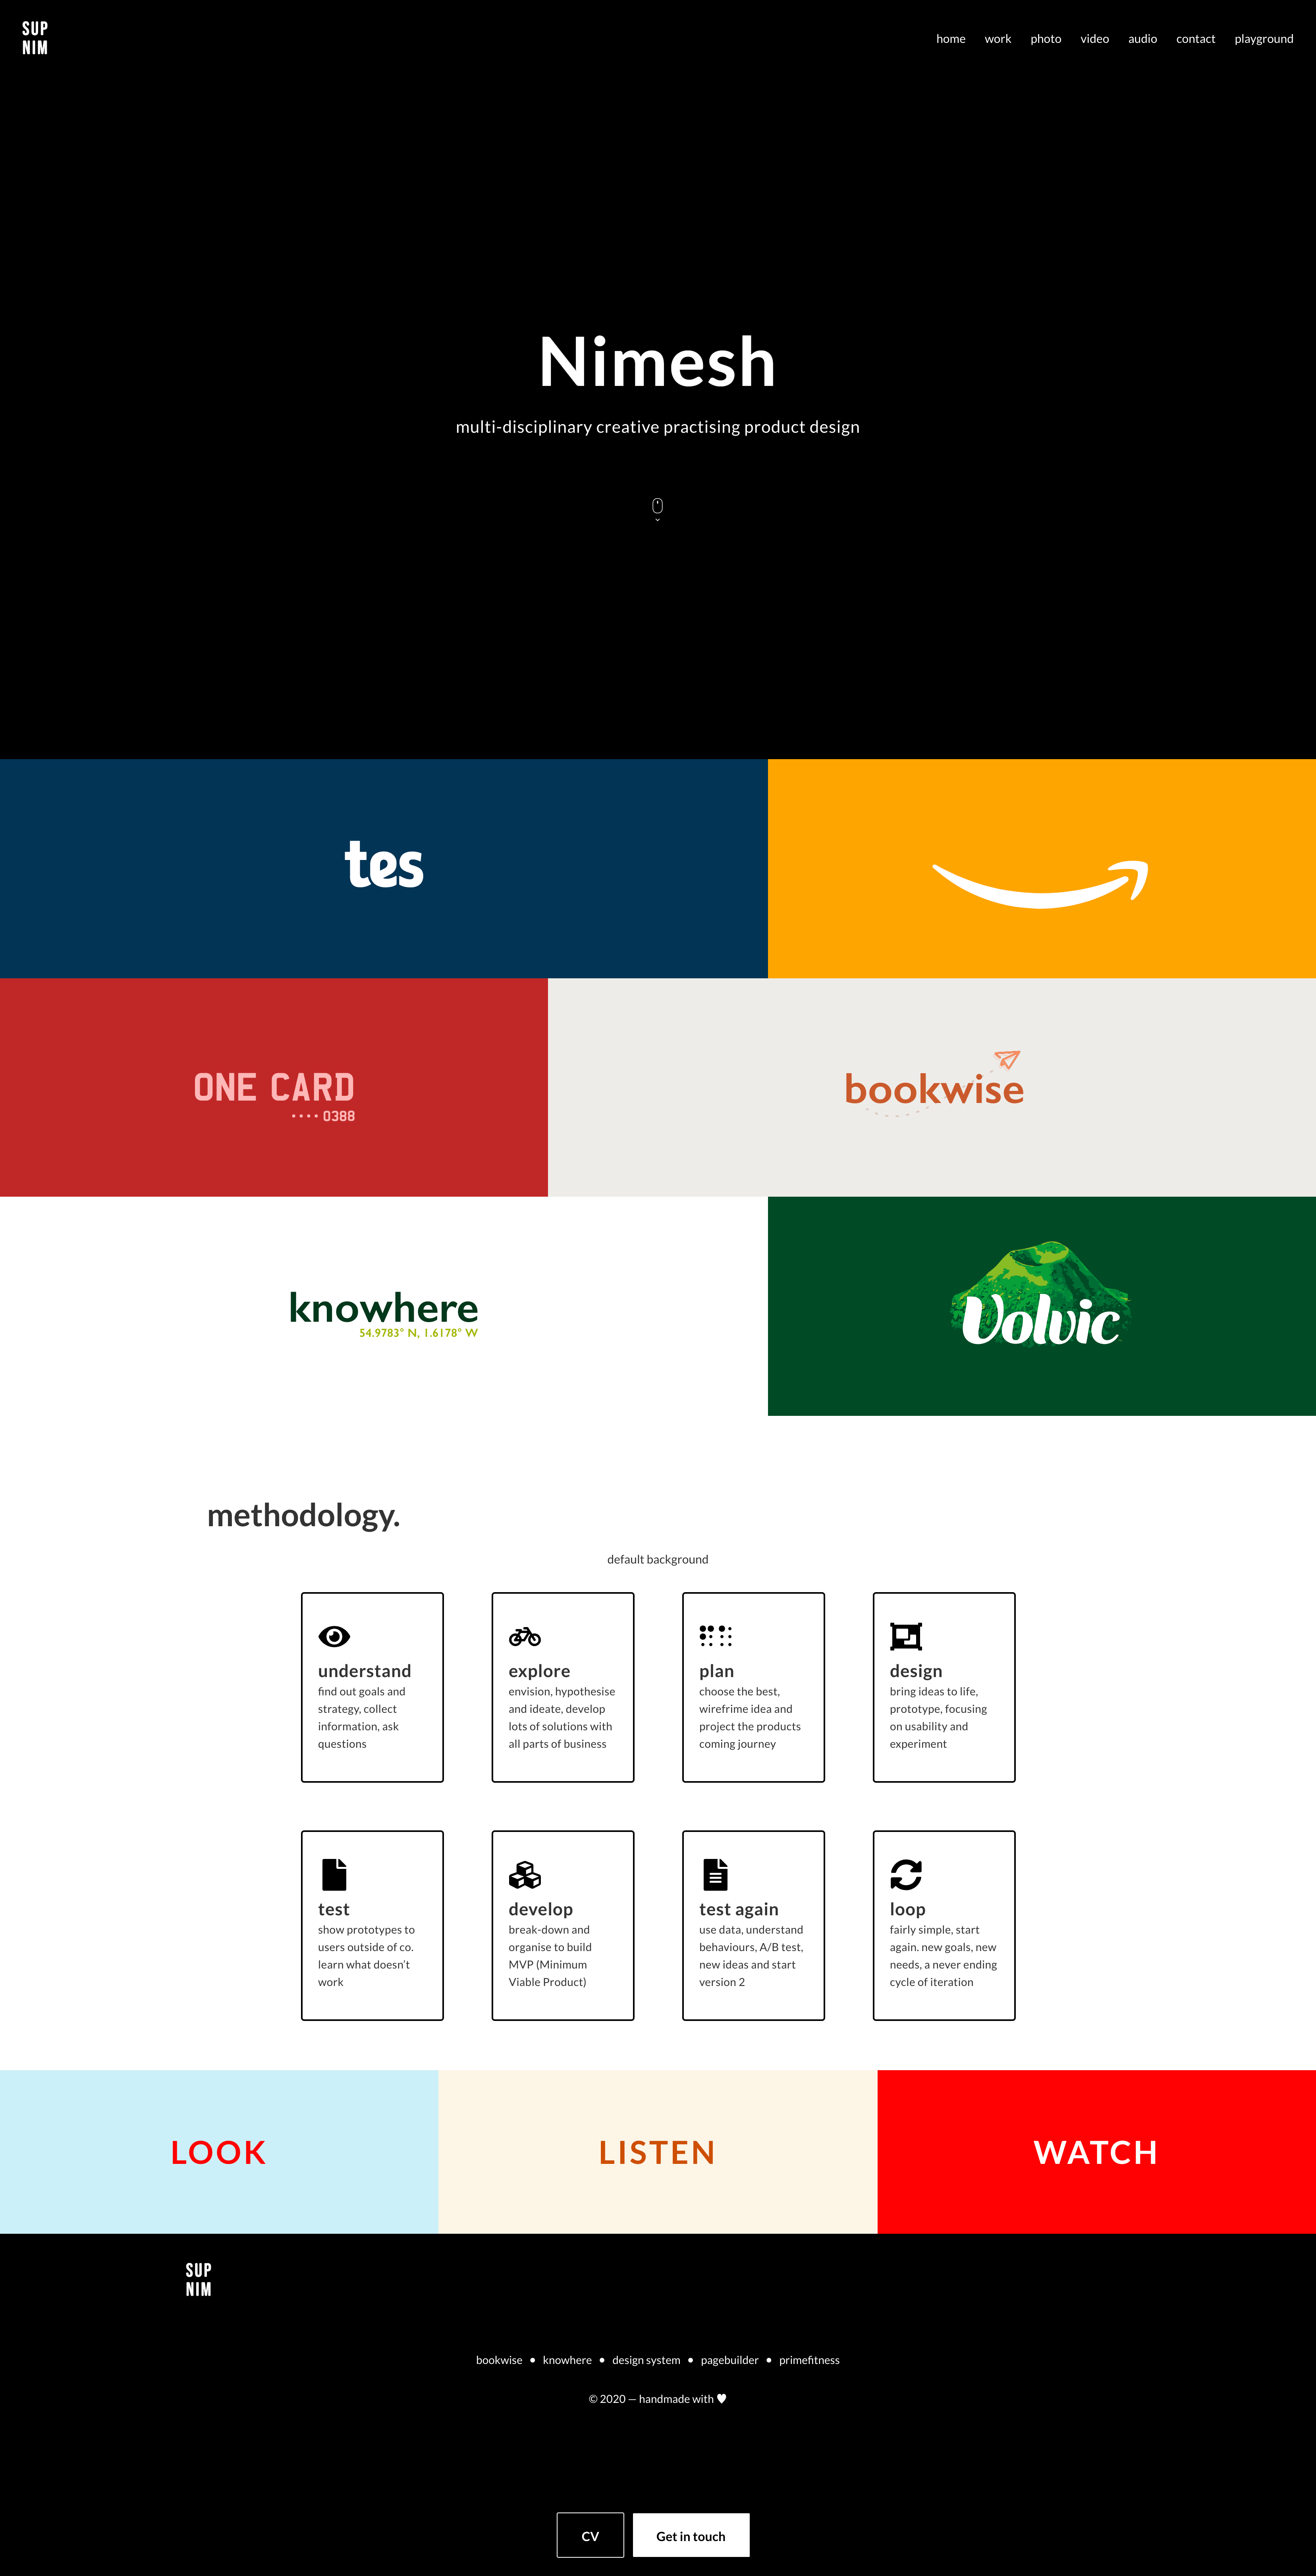 SUP
NIM
home work photo video audio contact playground
Nimesh
multi-disciplinary creative practising product design
tes
ONE CARD
•••• 0388
bookwise
knowhere
54.9783° N, 1.6178° W
Volvic
methodology.
default background
understand
find out goals and
strategy, collect
information, ask
questions
explore
envision, hypothesise
and ideate, develop
lots of solutions with
all parts of business
plan
choose the best,
wirefrime idea and
project the products
coming journey
design
bring ideas to life,
prototype, focusing
on usability and
experiment
test
show prototypes to
users outside of co.
learn what doesn't
work
develop
break-down and
organise to build
MVP (Minimum
Viable Product)
test again
use data, understand
behaviours, A/B test,
new ideas and start
version 2
loop
fairly simple, start
again. new goals, new
needs, a never ending
cycle of iteration
LOOK
LISTEN
WATCH
SUP
NIM
bookwise • knowhere • design system • pagebuilder • primefitness
© 2020 — handmade with ♥
CV
Get in touch